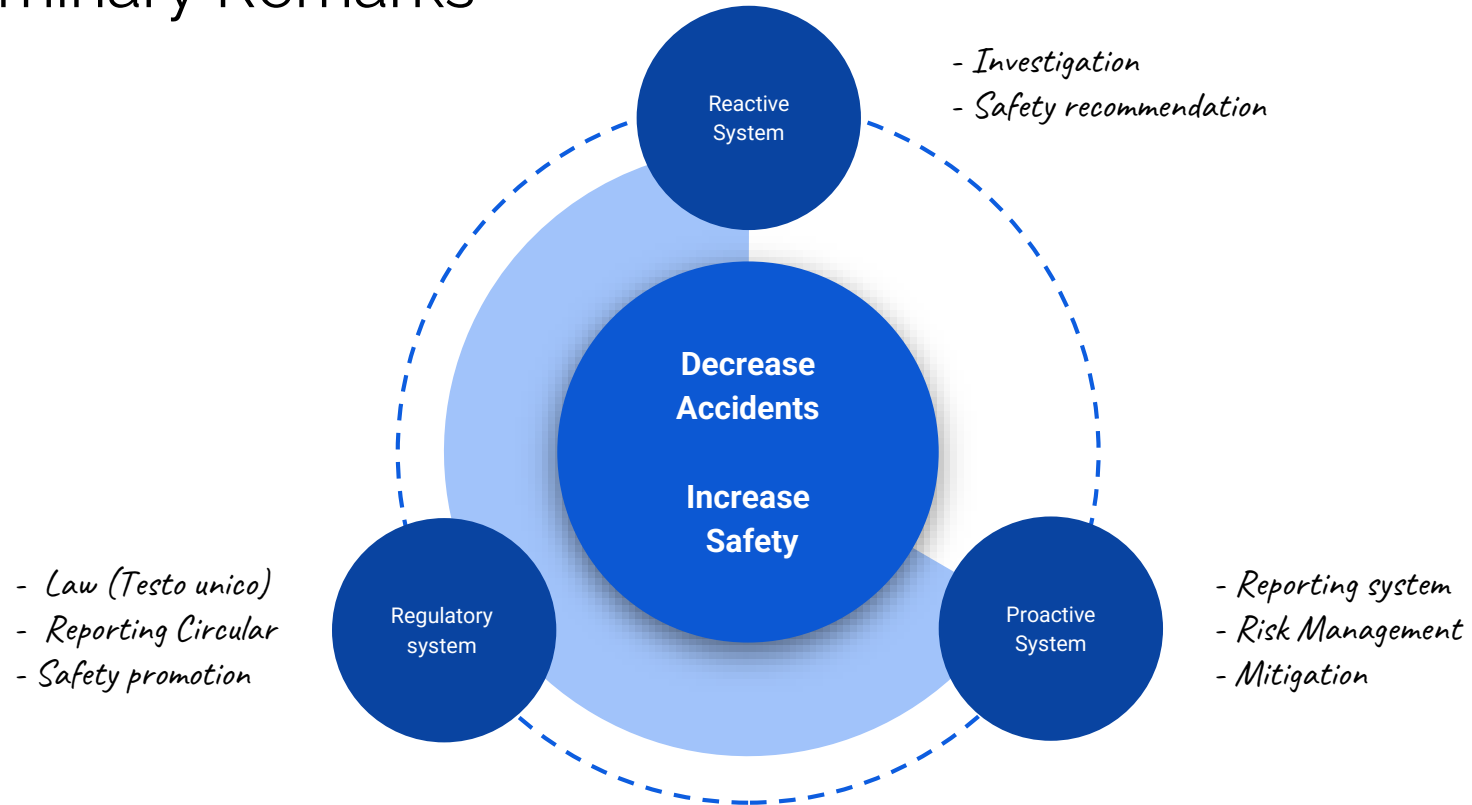 Remarks
Reactive
System
- Investigation
- Safety recommendation
Decrease
Accidents
Increase
Safety
- Law (Testo unico)
- Reporting Circular
- Safety promotion
Regulatory
system
Proactive
System
- Reporting system
- Risk Management
- Mitigation